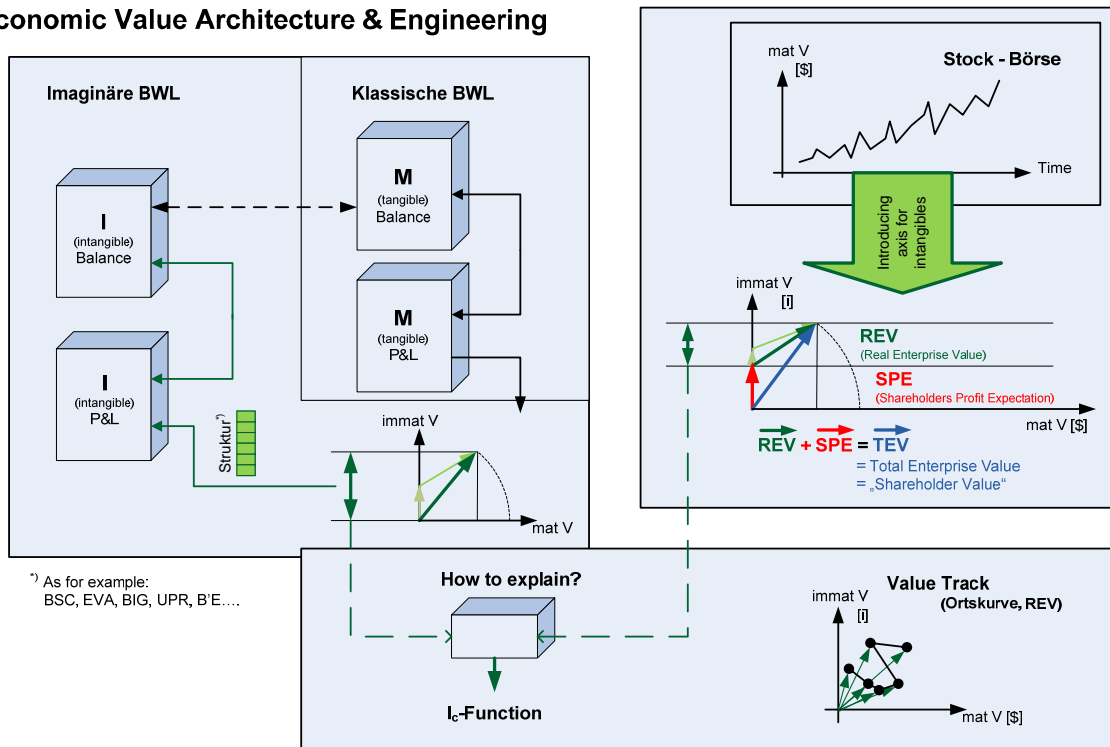 conomic Value Architecture & Engineering
Imaginäre BWL
Klassische BWL
I
(intangible)
Balance
M
(tangible)
Balance
I
(intangible)
P&L
M
(tangible)
P&L
Struktur*)
immat V
mat V
*) As for example:
BSC, EVA, BIG, UPR, B'E....
mat V
[$]
Stock - Börse
Time
Introducing
axis for
intangibles
immat V
[i]
REV
(Real Enterprise Value)
SPE
(Shareholders Profit Expectation)
mat V [$]
REV + SPE = TEV
= Total Enterprise Value
= „Shareholder Value“
How to explain?
Ic-Function
Value Track
(Ortskurve, REV)
immat V
[i]
mat V [$]